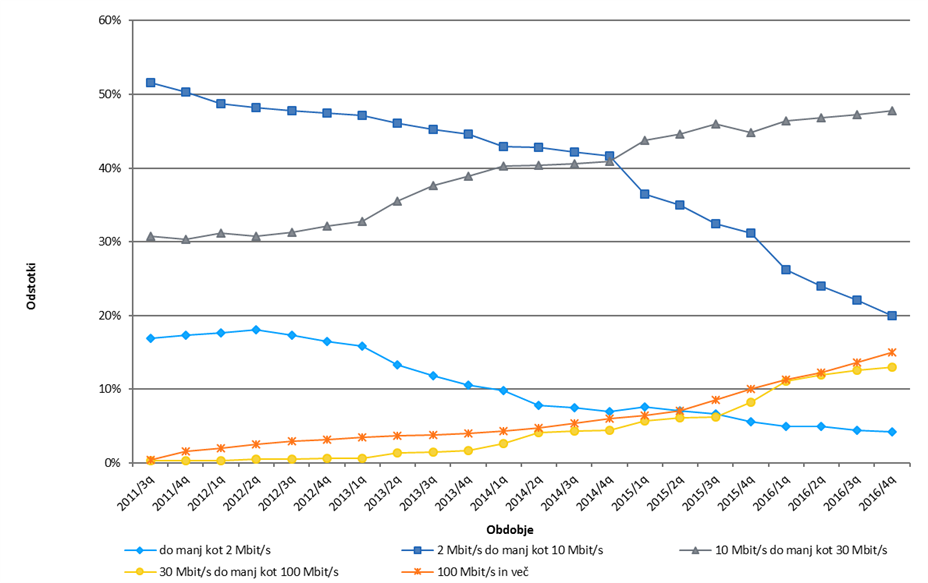 60%
50%
40%
30%
20%
10%
0%
Odstotki
2011/3q
2011/4q
2012/1q
2012/2q
2012/3q
2012/4q
2013/1q
2013/2q
2013/3q
2013/4q
2014/1q
2014/2q
2014/3q
2014/4q
2015/1q
2015/2q
2015/3q
2015/4q
2016/1q
2016/2q
2016/3q
2016/4q
Obdobje
do manj kot 2 Mbit/s
2 Mbit/s do manj kot 10 Mbit/s
10 Mbit/s do manj kot 30 Mbit/s
30 Mbit/s do manj kot 100 Mbit/s
100 Mbit/s in več